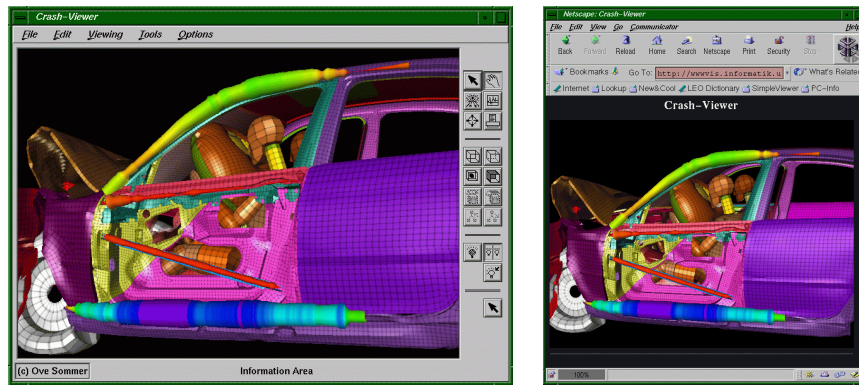 Crash-Viewer
File Edit Viewing Tools Options
(c) Ove Sommer Information Area
Netscape: Crash-Viewer
File Edit View Go Communicator Help
Back Forward Reload Home Search Netscape Print Security Stop
Bookmarks Go To: http://wwwvis.informatik.u What's Relate
Internet Lookup New&Cool LEO Dictionary SimpleViewer PC-Info
Crash-Viewer
100%